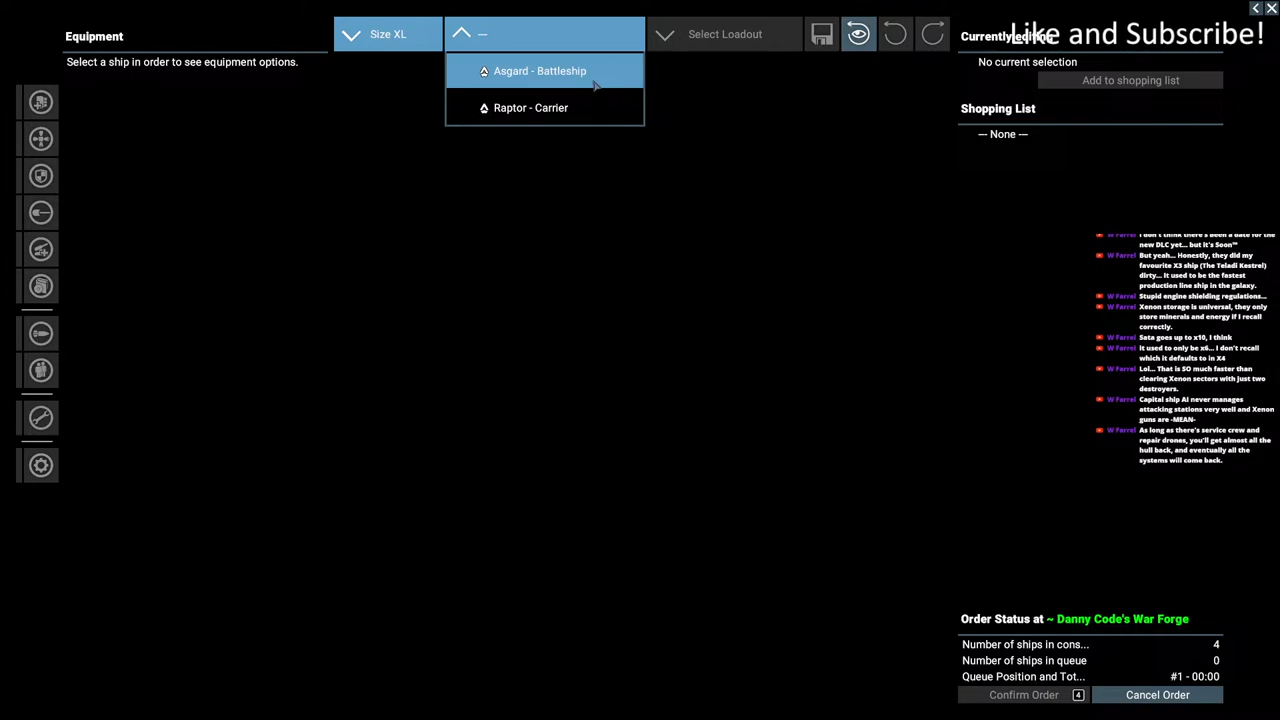 Equipment
Select a ship in order to see equipment options.
Size XL
—
Select Loadout
Asgard - Battleship
Raptor - Carrier
Like and Subscribe!
No current selection
Add to shopping list
Shopping List
--- None ---
W Farrel I don't think there's been a date for the
new DLC yet... but it's Soon™
W Farrel But yeah... Honestly, they did my
favourite X3 ship (The Teladi Kestrel)
dirty... It used to be the fastest
production line ship in the galaxy.
W Farrel Stupid engine shielding regulations...
W Farrel Xenon storage is universal, they only
store minerals and energy if I recall
correctly.
W Farrel Sata goes up to x10, I think
W Farrel It used to only be x6... I don't recall
which it defaults to in X4
W Farrel Lol... That is SO much faster than
clearing Xenon sectors with just two
destroyers.
W Farrel Capital ship AI never manages
attacking stations very well and Xenon
guns are -MEAN-
W Farrel As long as there's service crew and
repair drones, you'll get almost all the
hull back, and eventually all the
systems will come back.
Order Status at ~ Danny Code's War Forge
Number of ships in cons... 4
Number of ships in queue 0
Queue Position and Tot... #1 - 00:00
Confirm Order 4
Cancel Order